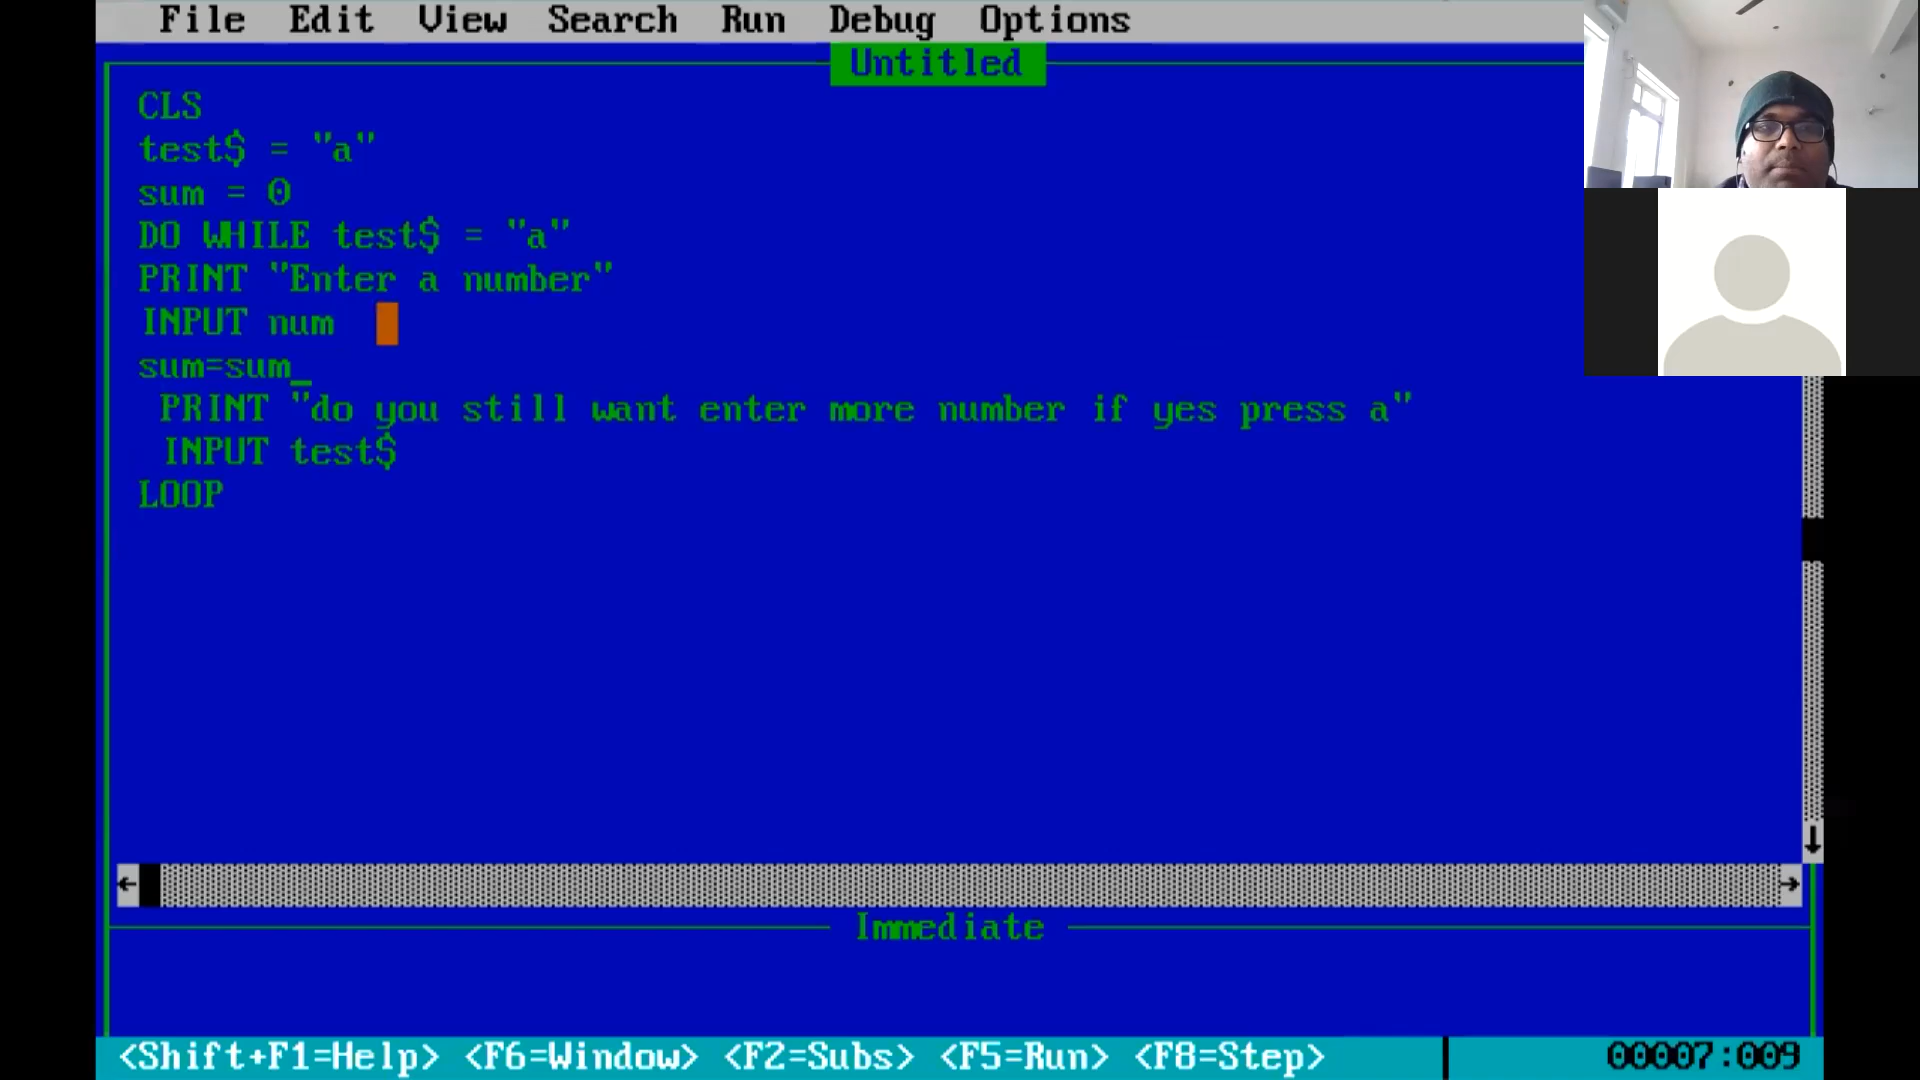 File Edit View Search Run Debug Options
Untitled
CLS
test$ = "a"
sum = 0
DO WHILE test$ = "a"
PRINT "Enter a number"
INPUT num
sum=sum_
PRINT "do you still want enter more number if yes press a"
INPUT test$
LOOP
Immediate
<Shift+F1=Help> <F6=Window> <F2=Subs> <F5=Run> <F8=Step> 00007:009